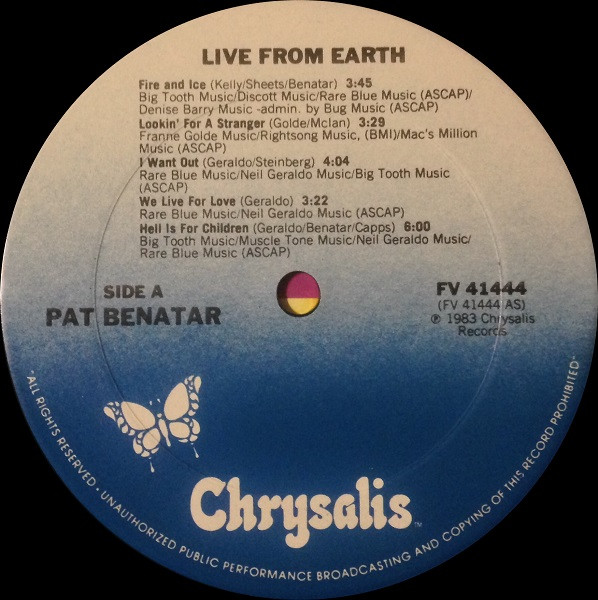 LIVE FROM EARTH
Fire and Ice (Kelly/Sheets/Benatar) 3:45
Big Tooth Music/Discott Music/Rare Blue Music (ASCAP)/
Denise Barry Music -admin. by Bug Music (ASCAP)
Lookin' For A Stranger (Golde/McIan) 3:29
Franne Golde Music/Rightsong Music, (BMI)/Mac's Million
Music (ASCAP)
I Want Out (Geraldo/Steinberg) 4:04
Rare Blue Music/Neil Geraldo Music/Big Tooth Music
(ASCAP)
We Live For Love (Geraldo) 3:22
Rare Blue Music/Neil Geraldo Music (ASCAP)
Hell Is For Children (Geraldo/Benatar/Capps) 6:00
Big Tooth Music/Muscle Tone Music/Neil Geraldo Music/
Rare Blue Music (ASCAP)
SIDE A
PAT BENATAR
FV 41444
(FV 41444 AS)
℗ 1983 Chrysalis
Records
Chrysalis™
"ALL RIGHTS RESERVED · UNAUTHORIZED PUBLIC PERFORMANCE BROADCASTING AND COPYING OF THIS RECORD PROHIBITED"